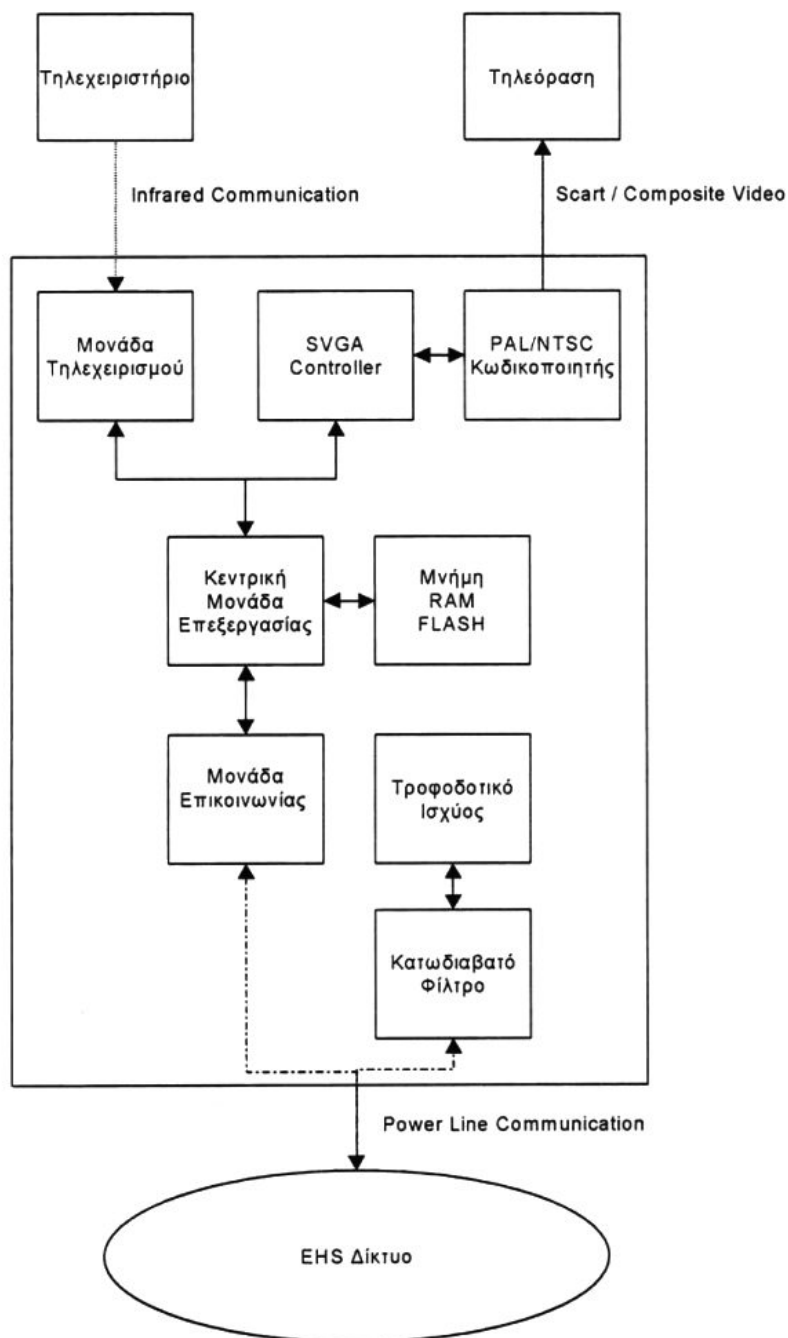 Τηλεχειριστήριο
Τηλεόραση
Infrared Communication
Scart / Composite Video
Μονάδα
Τηλεχειρισμού
SVGA
Controller
PAL/NTSC
Κωδικοποιητής
Κεντρική
Μονάδα
Επεξεργασίας
Μνήμη
RAM
FLASH
Μονάδα
Επικοινωνίας
Τροφοδοτικό
Ισχύος
Κατωδιαβατό
Φίλτρο
Power Line Communication
EHS Δίκτυο